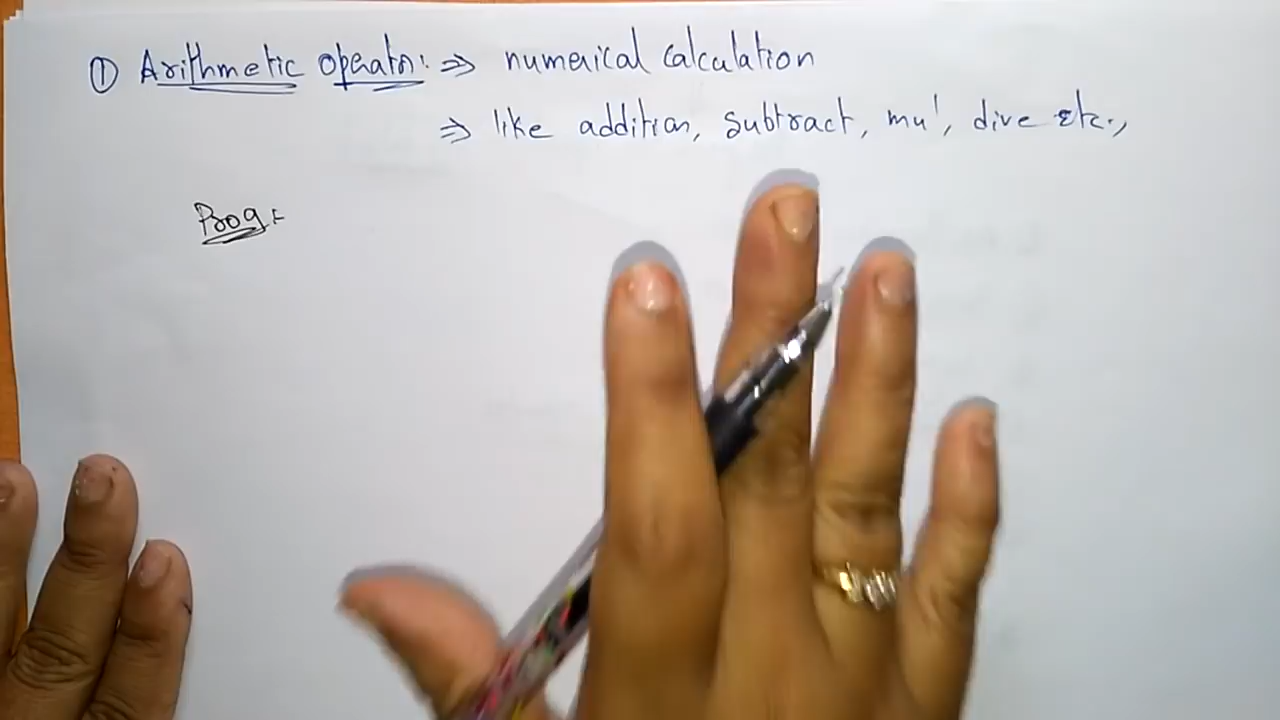 ① Arithmetic operator: ⇒ numerical calculation
⇒ like addition, subtract, mul, dive etc.,
Prog: